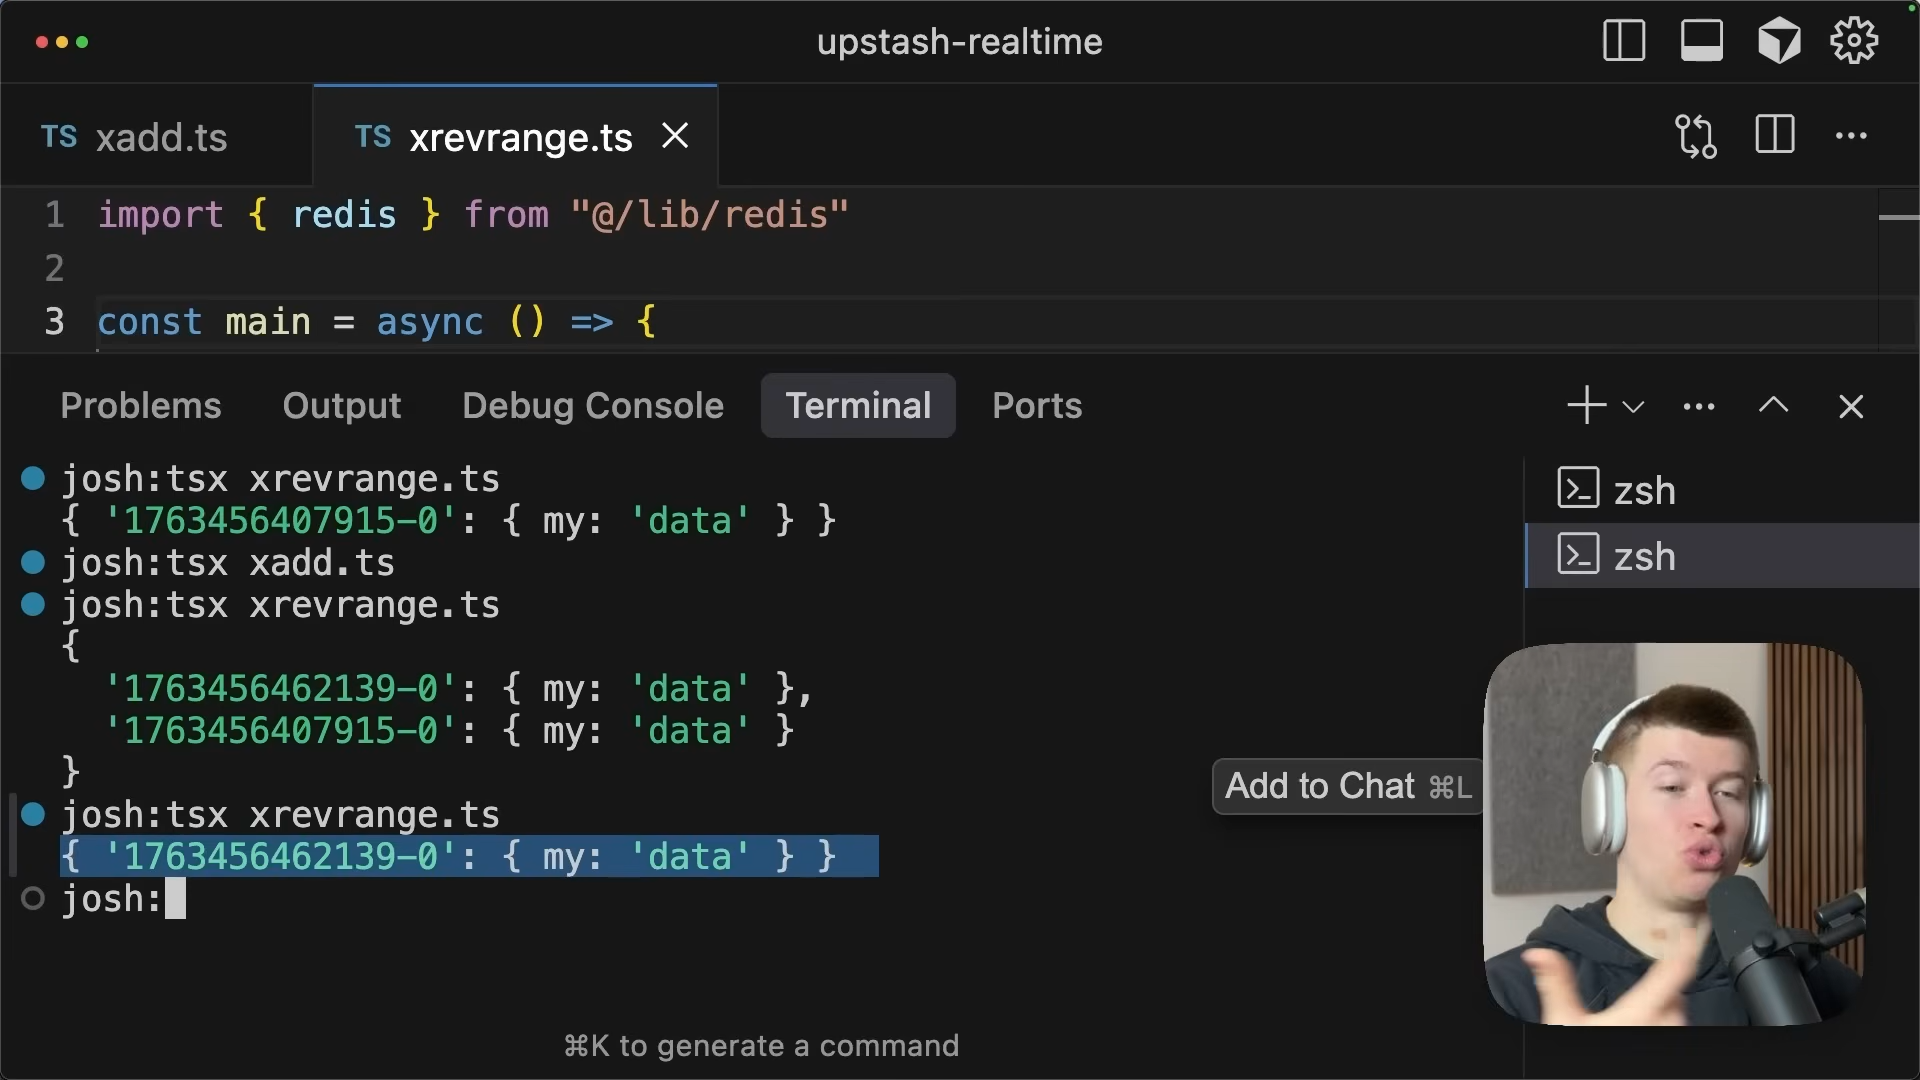 upstash-realtime
TS xadd.ts
TS xrevrange.ts
1 import { redis } from "@/lib/redis"
2
3 const main = async () => {
Problems Output Debug Console Terminal Ports
josh:tsx xrevrange.ts
{ '1763456407915-0': { my: 'data' } }
josh:tsx xadd.ts
josh:tsx xrevrange.ts
{
'1763456462139-0': { my: 'data' },
'1763456407915-0': { my: 'data' }
}
josh:tsx xrevrange.ts
{ '1763456462139-0': { my: 'data' } }
josh:
zsh
zsh
Add to Chat ⌘L
⌘K to generate a command